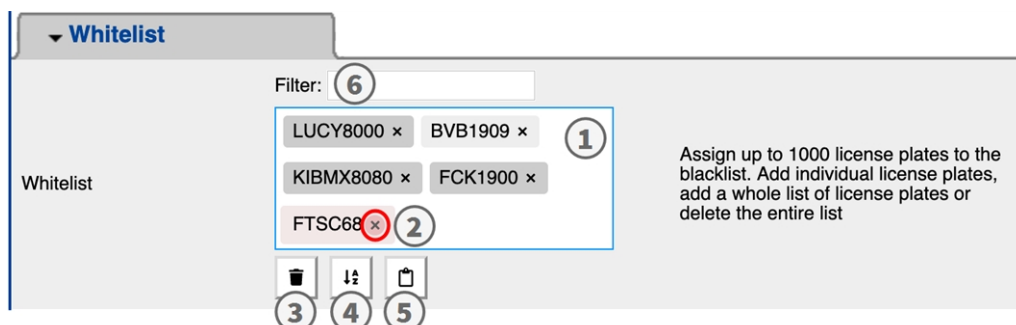 Whitelist
Filter: 6
LUCY8000 × BVB1909 × 1
KIBMX8080 × FCK1900 ×
FTSC68 × 2
Whitelist
Assign up to 1000 license plates to the
blacklist. Add individual license plates,
add a whole list of license plates or
delete the entire list
3 4 5